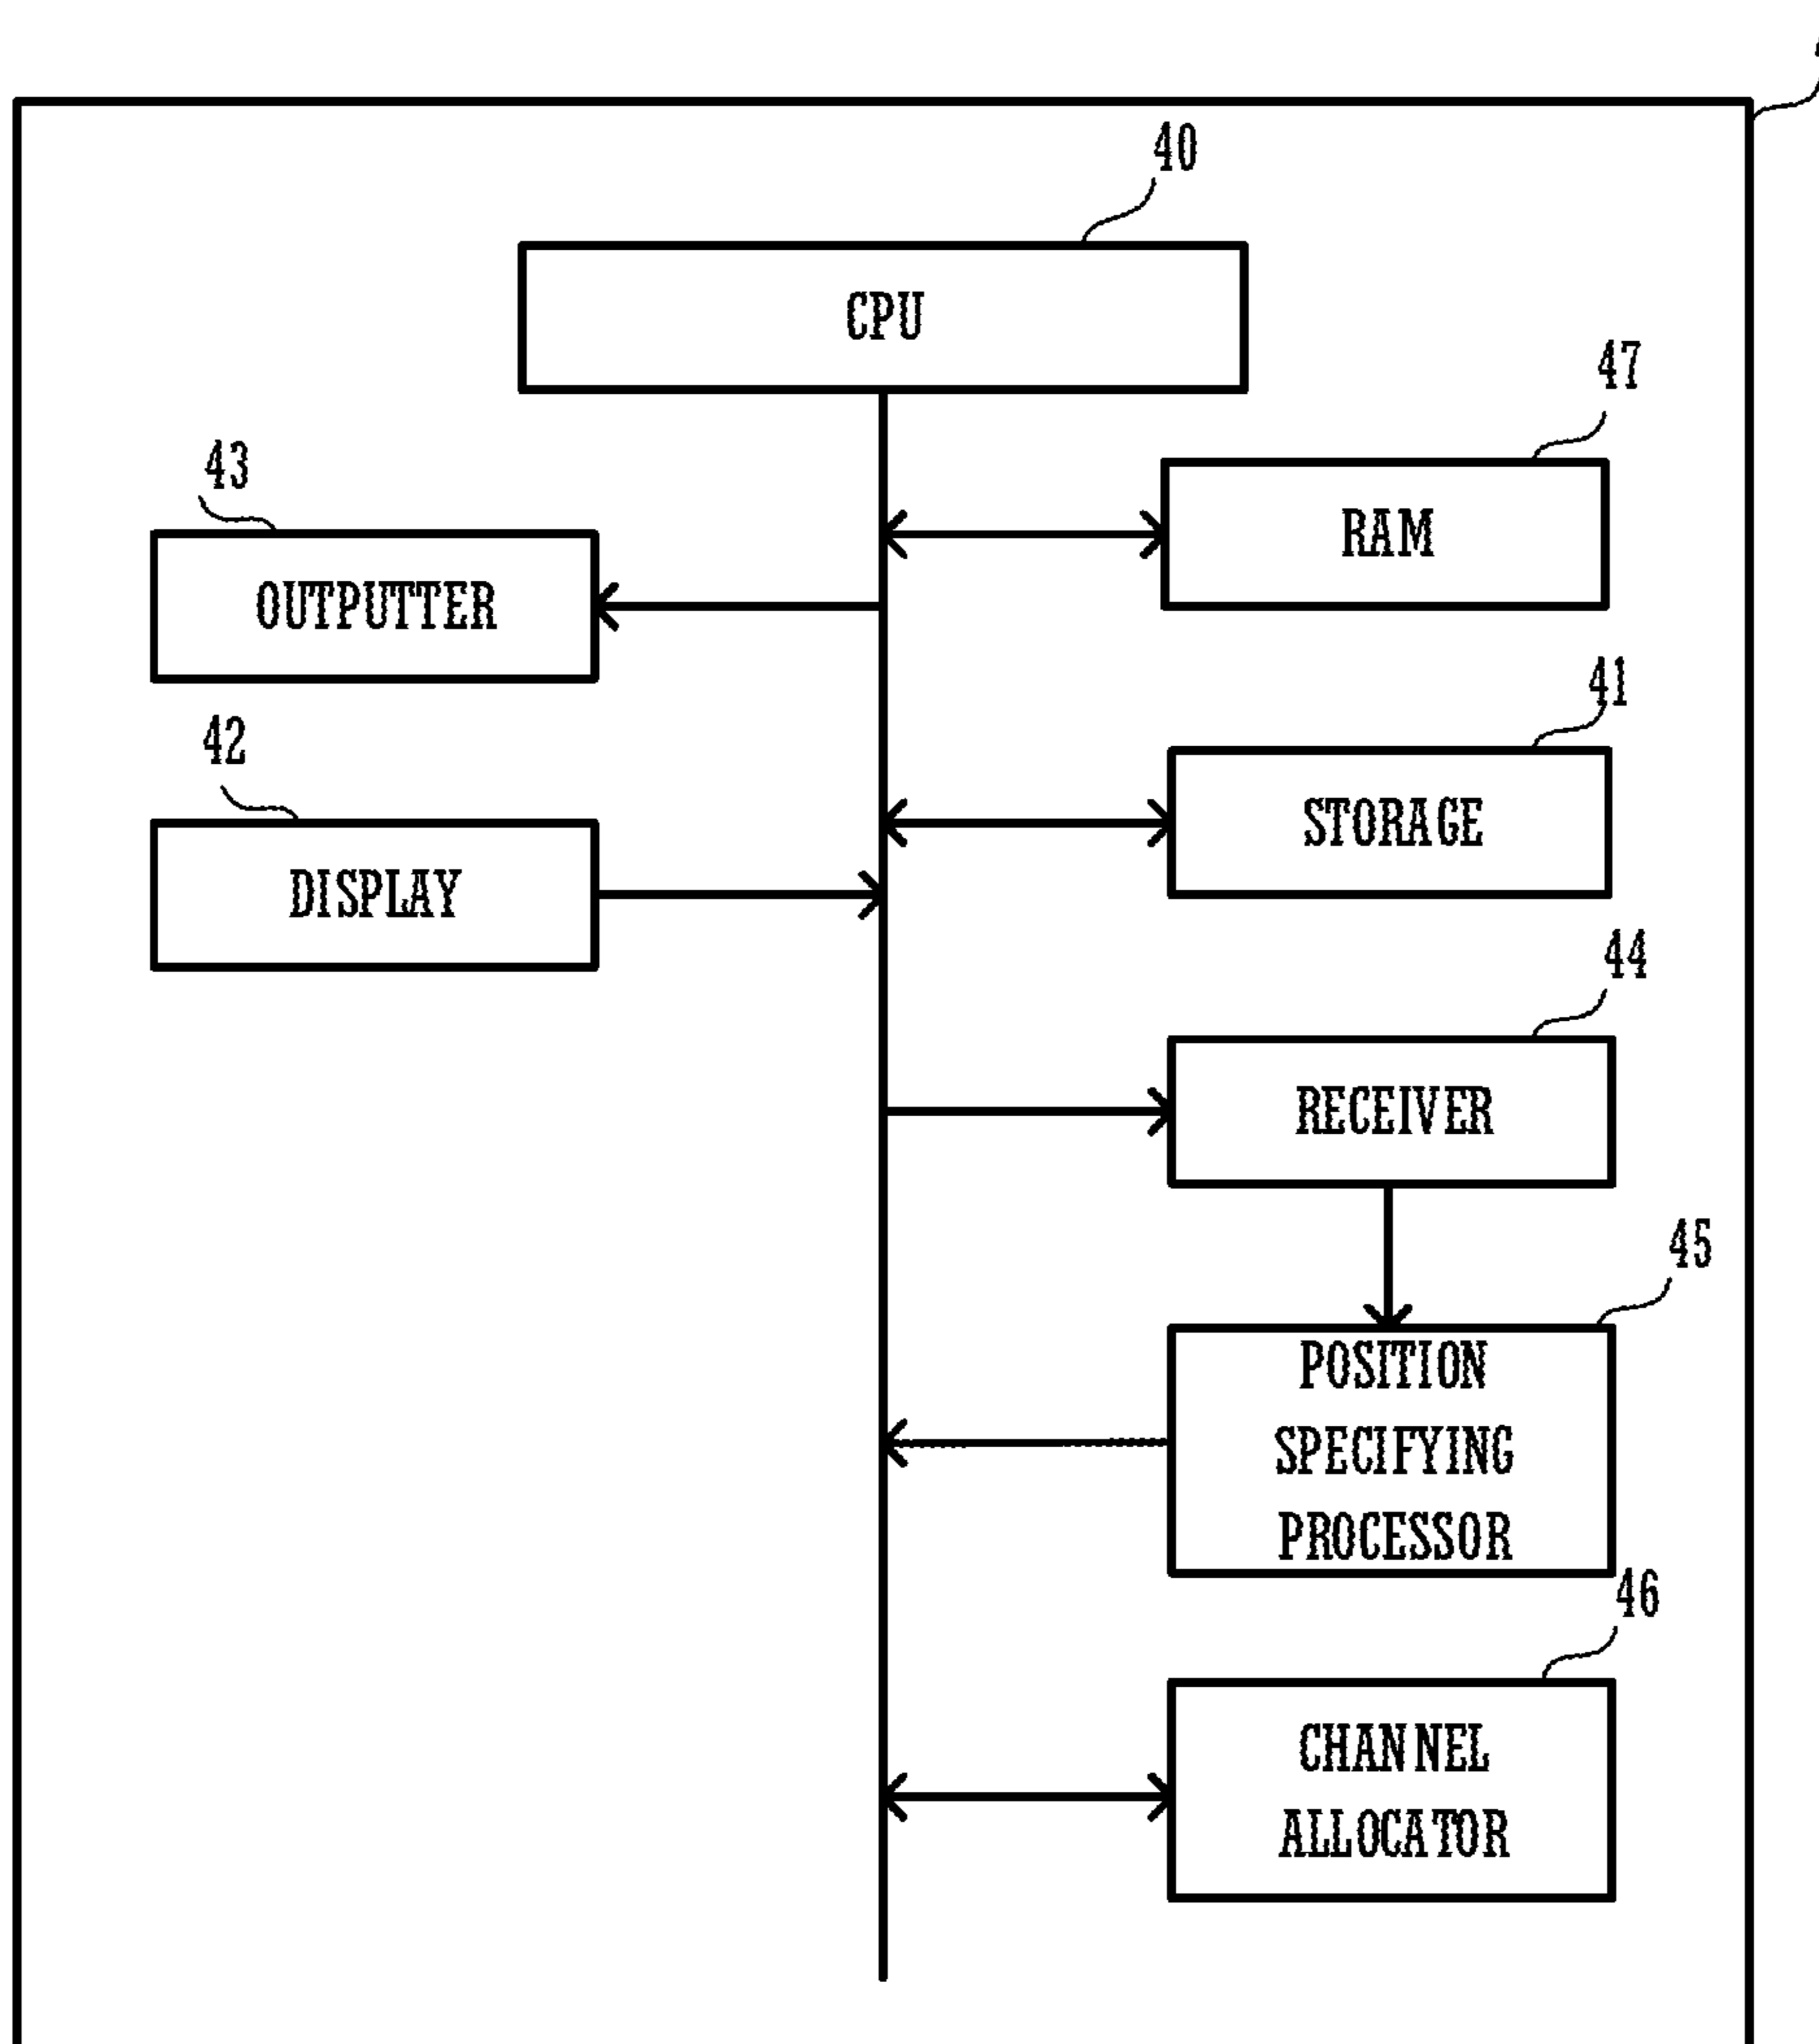 40
CPU
47
RAM
43
OUTPUTTER
41
STORAGE
42
DISPLAY
44
RECEIVER
45
POSITION
SPECIFYING
PROCESSOR
46
CHANNEL
ALLOCATOR